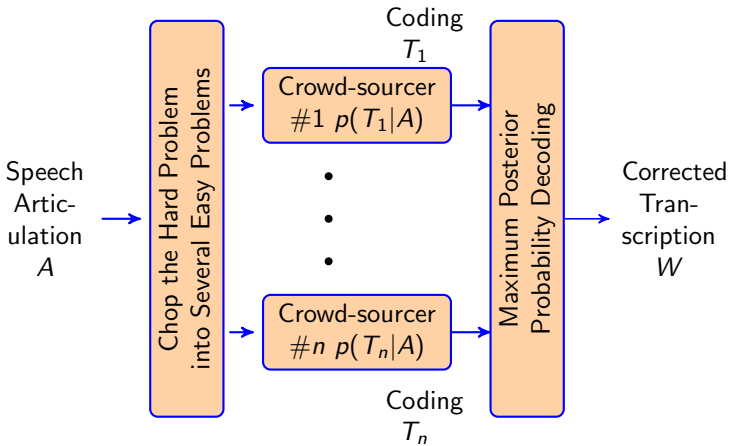 Speech
Artic-
ulation
A
Chop the Hard Problem
into Several Easy Problems
Coding
T₁
Crowd-sourcer
#1 p(T₁|A)
Crowd-sourcer
#n p(Tₙ|A)
Coding
Tₙ
Maximum Posterior
Probability Decoding
Corrected
Tran-
scription
W